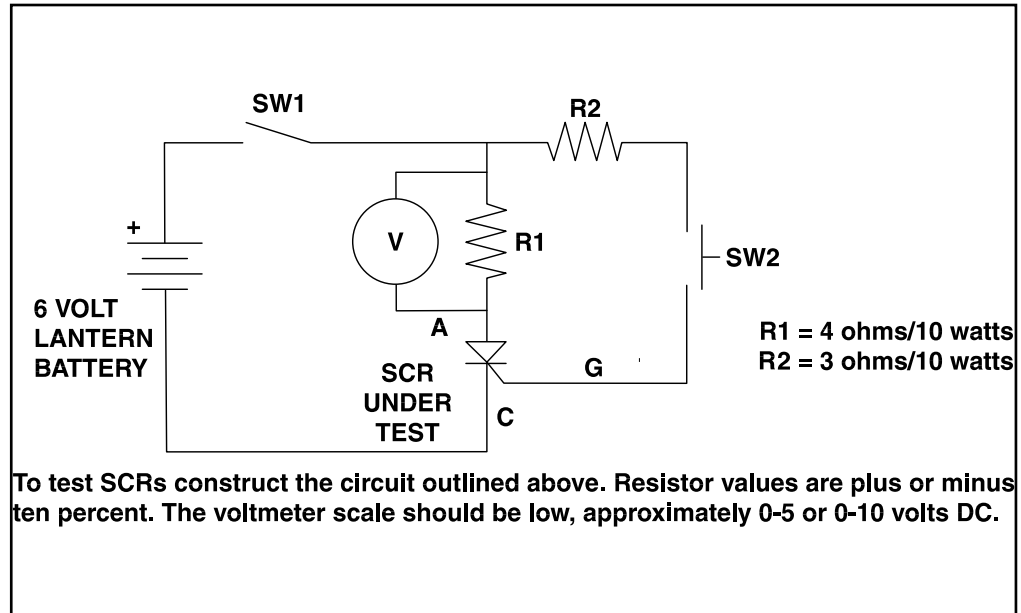 SW1
R2
+
V
R1
SW2
6 VOLT
LANTERN
BATTERY
A
R1 = 4 ohms/10 watts
R2 = 3 ohms/10 watts
SCR
UNDER
TEST
G
C
To test SCRs construct the circuit outlined above. Resistor values are plus or minus
ten percent. The voltmeter scale should be low, approximately 0-5 or 0-10 volts DC.